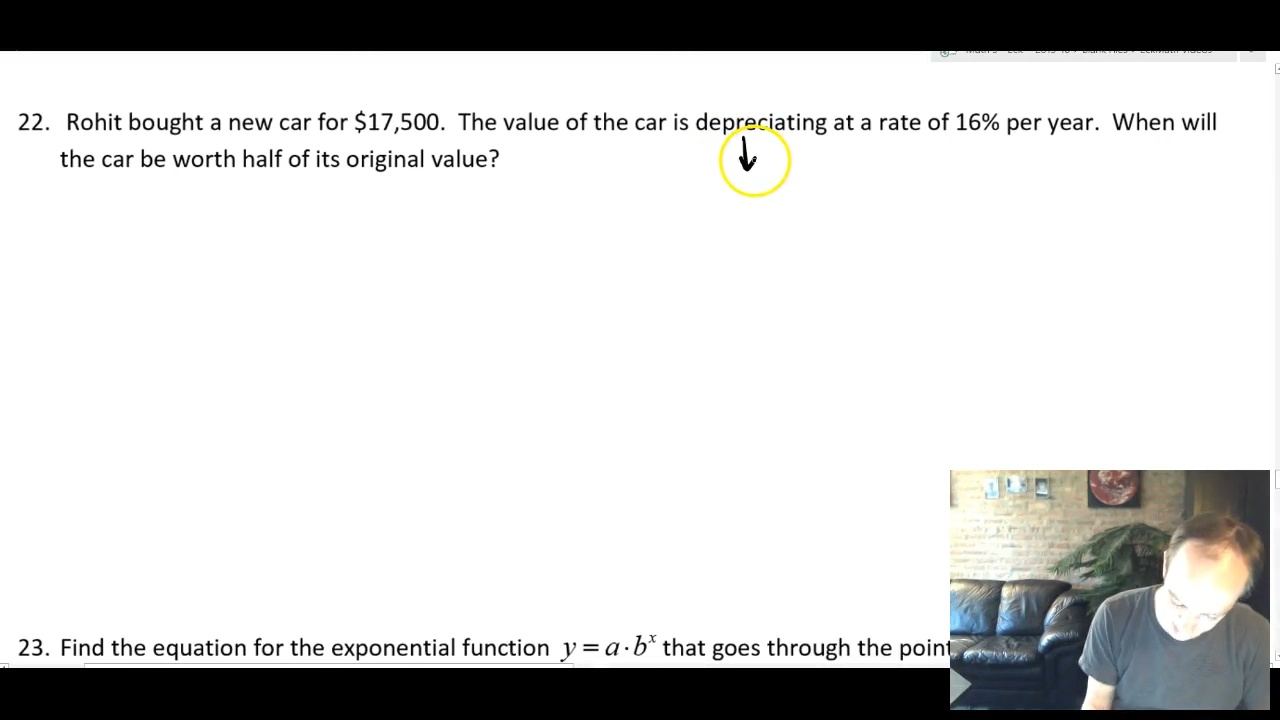 22. Rohit bought a new car for $17,500. The value of the car is depreciating at a rate of 16% per year. When will
the car be worth half of its original value?
23. Find the equation for the exponential function y = a · bˣ that goes through the point